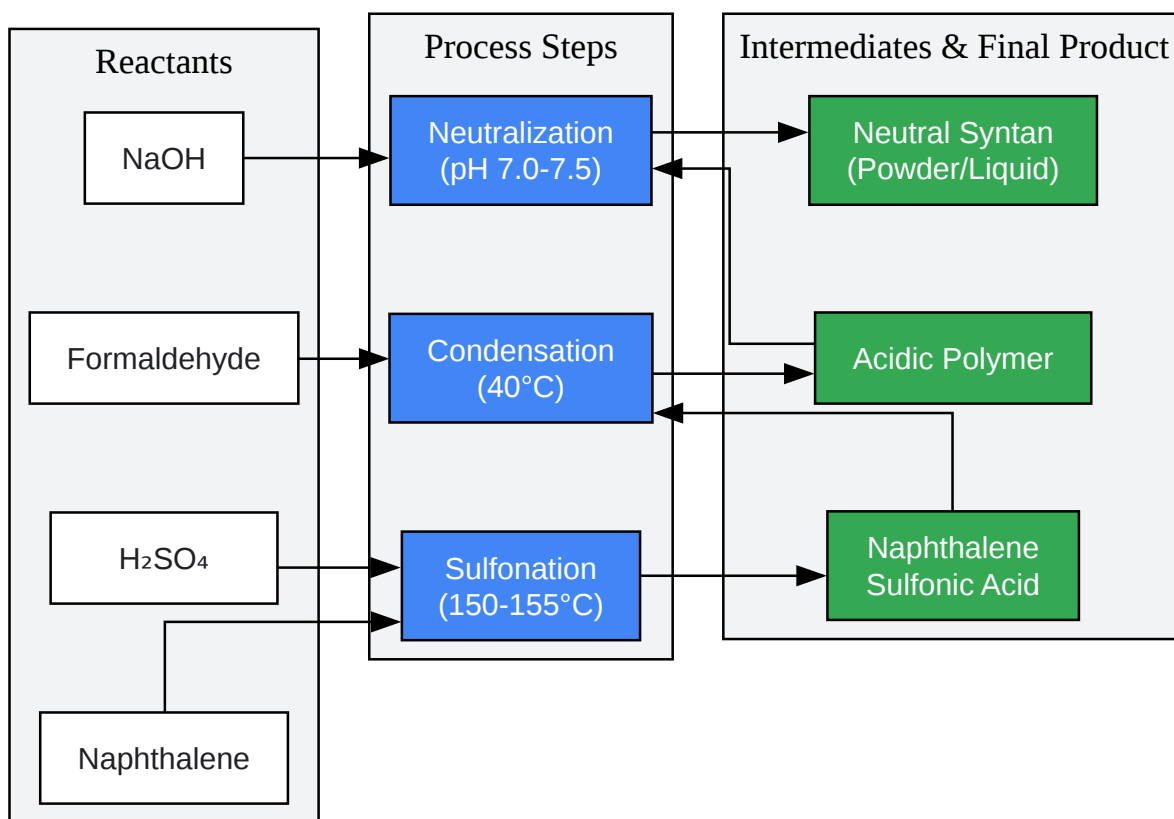 Reactants
NaOH
Formaldehyde
H₂SO₄
Naphthalene
Process Steps
Neutralization
(pH 7.0-7.5)
Condensation
(40°C)
Sulfonation
(150-155°C)
Intermediates & Final Product
Neutral Syntan
(Powder/Liquid)
Acidic Polymer
Naphthalene
Sulfonic Acid